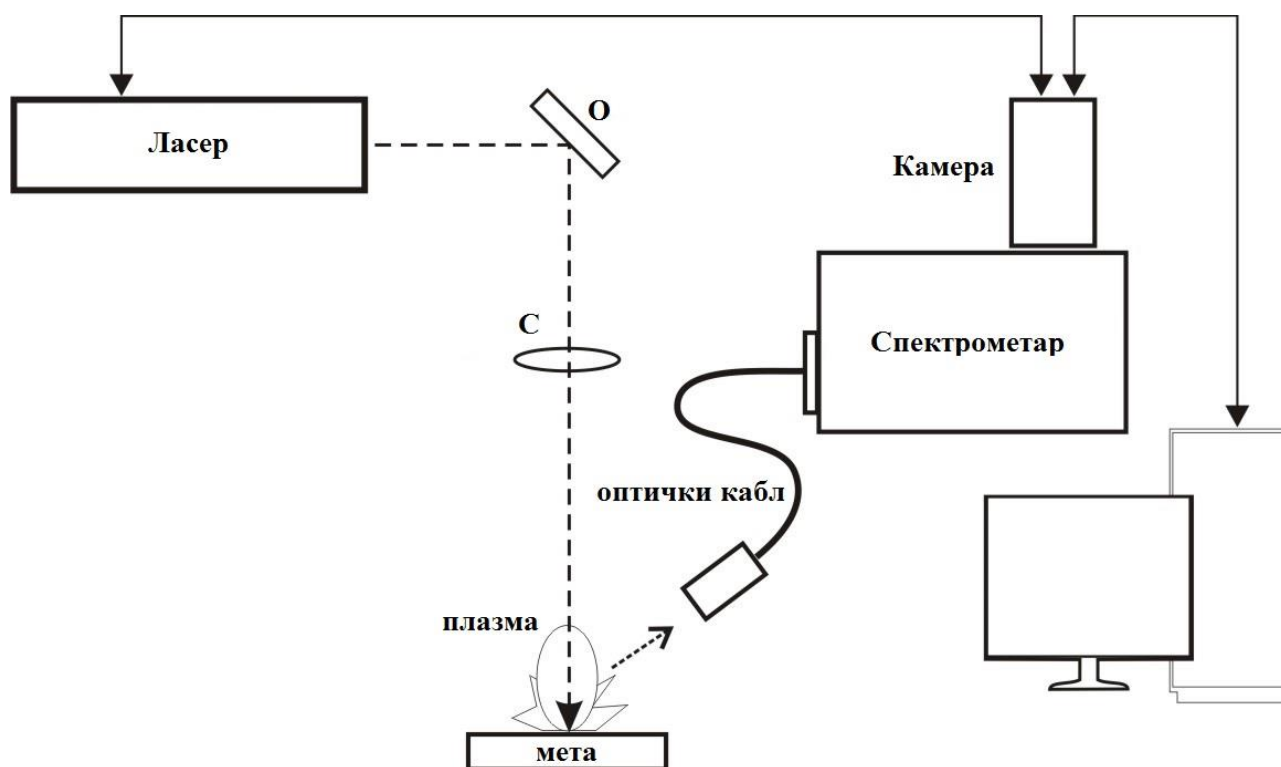 О
Ласер
Камера
С
Спектрометар
оптички кабл
плазма
мета